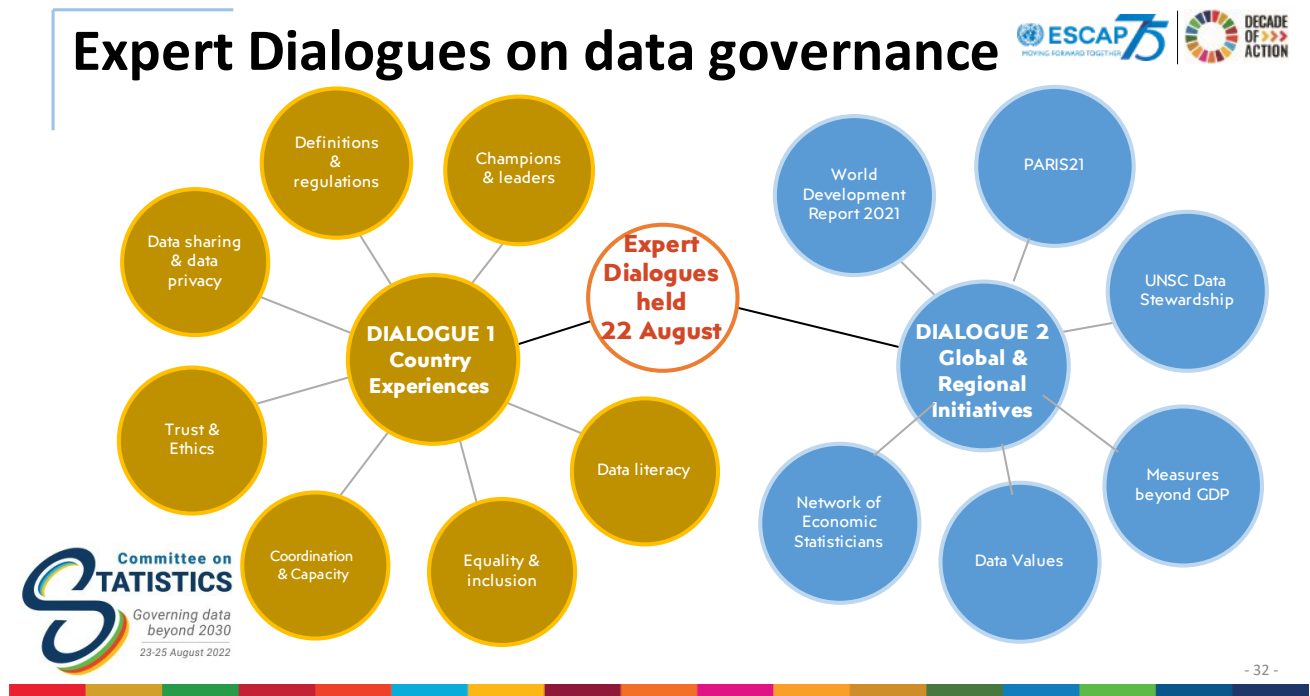 Expert Dialogues on data governance
ESCAP 75
MOVING FORWARD TOGETHER
DECADE
OF >>>
ACTION
Definitions
&
regulations
Champions
& leaders
Data sharing
& data
privacy
DIALOGUE 1
Country
Experiences
Trust &
Ethics
Coordination
& Capacity
Equality &
inclusion
Data literacy
Expert
Dialogues
held
22 August
World
Development
Report 2021
PARIS21
UNSC Data
Stewardship
DIALOGUE 2
Global &
Regional
Initiatives
Measures
beyond GDP
Network of
Economic
Statisticians
Data Values
Committee on
STATISTICS
Governing data
beyond 2030
23-25 August 2022
- 32 -